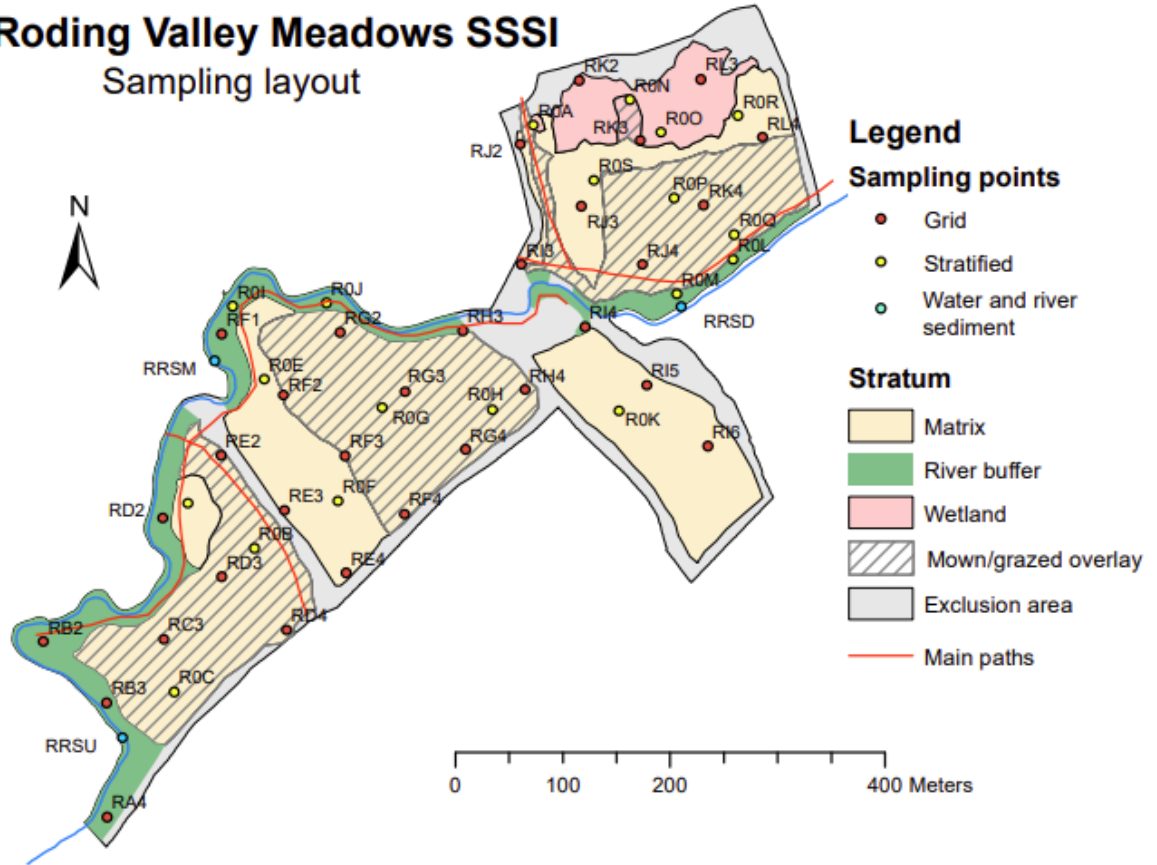 Roding Valley Meadows SSSI
Sampling layout
N
RK2
RL3
R0N
R0A
R0R
RK3
R0O
RL4
RJ2
R0S
R0P
RK4
RJ3
R0Q
RI3
RJ4
R0L
R0M
RRSD
R0I
R0J
RF1
RG2
RH3
RI4
RRSM
R0E
RF2
RG3
R0H
RH4
RI5
R0G
R0K
RE2
RF3
RG4
RI6
RD2
RE3
R0F
RF4
R0B
RD3
RE4
RB2
RC3
RD4
RB3
R0C
RRSU
RA4
Legend
Sampling points
Grid
Stratified
Water and river
sediment
Stratum
Matrix
River buffer
Wetland
Mown/grazed overlay
Exclusion area
Main paths
0 100 200 400 Meters